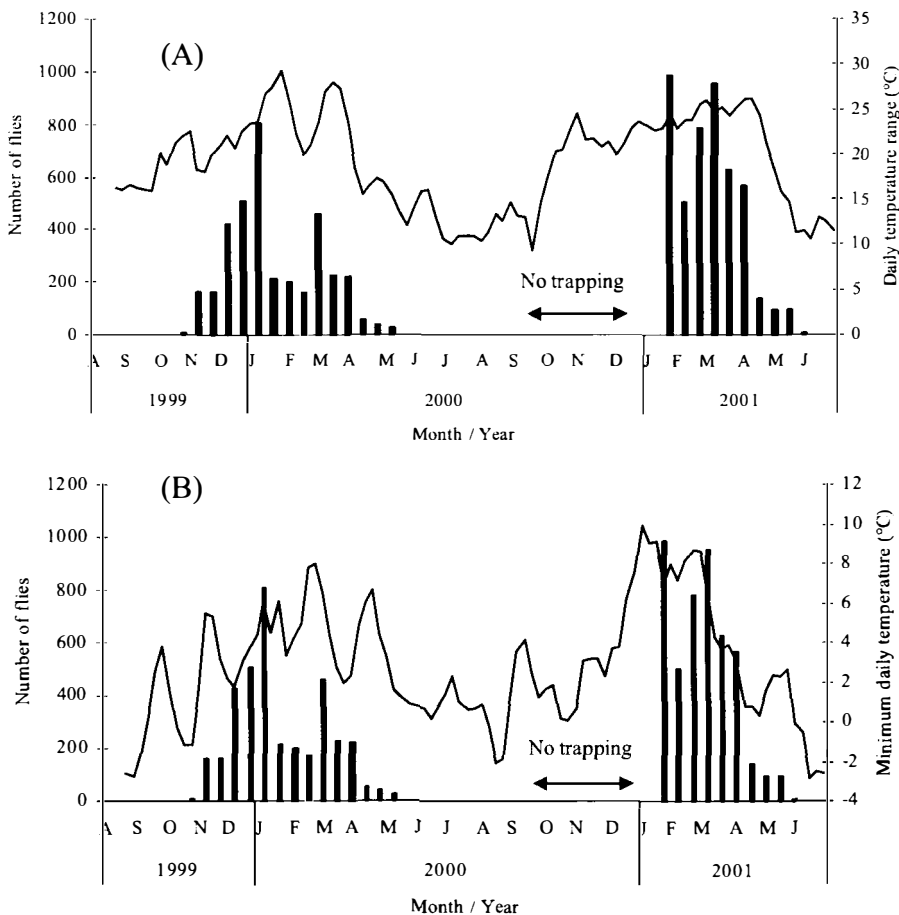 (A)
Number of flies
1200
1000
800
600
400
200
0
35
30
25
20
15
10
5
0
Daily temperature range (°C)
No trapping
A S O N D J F M A M J J A S O N D J F M A M J
1999 2000 2001
Month / Year
(B)
Number of flies
1200
1000
800
600
400
200
0
12
10
8
6
4
2
0
-2
-4
Minimum daily temperature (°C)
No trapping
A S O N D J F M A M J J A S O N D J F M A M J
1999 2000 2001
Month / Year